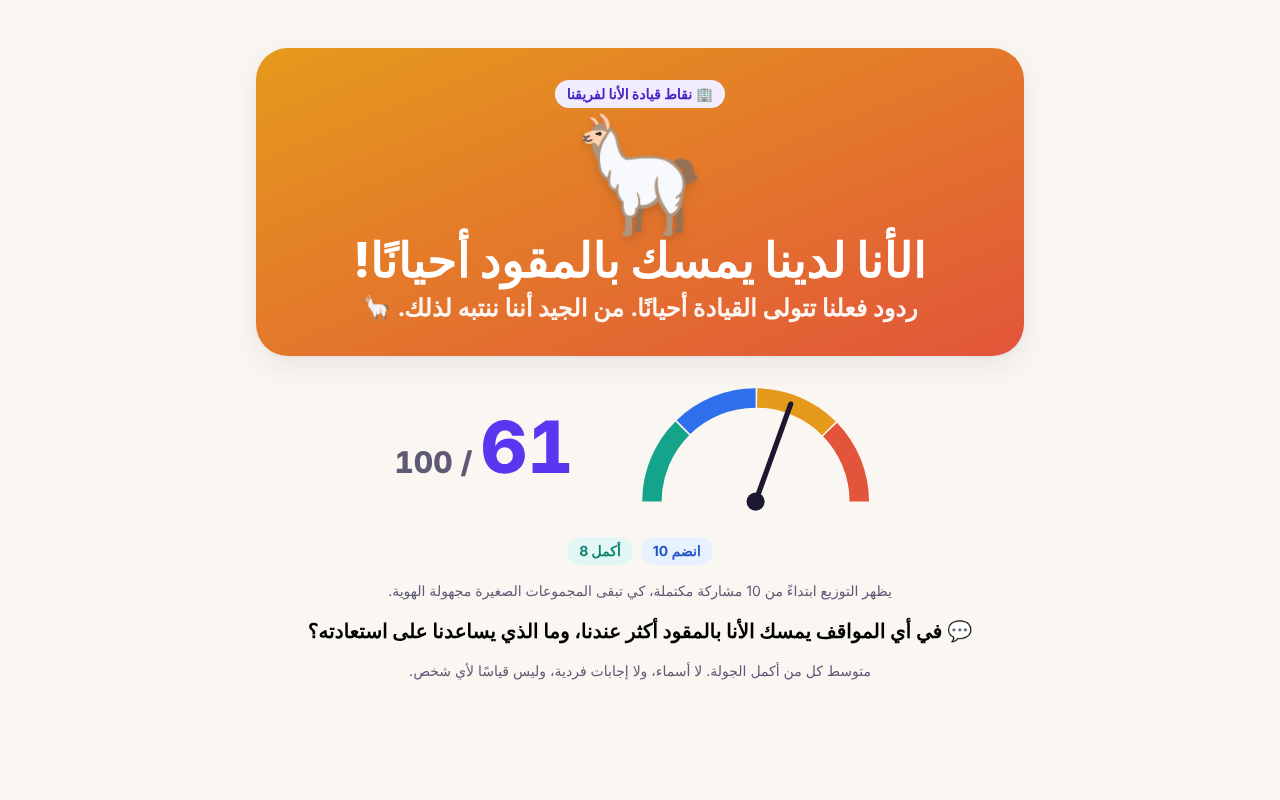 🏢 نقاط قيادة الأنا لفريقنا
الأنا لدينا يمسك بالمقود أحيانًا!
ردود فعلنا تتولى القيادة أحيانًا. من الجيد أننا ننتبه لذلك. 🦙
61 / 100
انضم 10
أكمل 8
يظهر التوزيع ابتداءً من 10 مشاركة مكتملة، كي تبقى المجموعات الصغيرة مجهولة الهوية.
💬 في أي المواقف يمسك الأنا بالمقود أكثر عندنا، وما الذي يساعدنا على استعادته؟
متوسط كل من أكمل الجولة. لا أسماء، ولا إجابات فردية، وليس قياسًا لأي شخص.